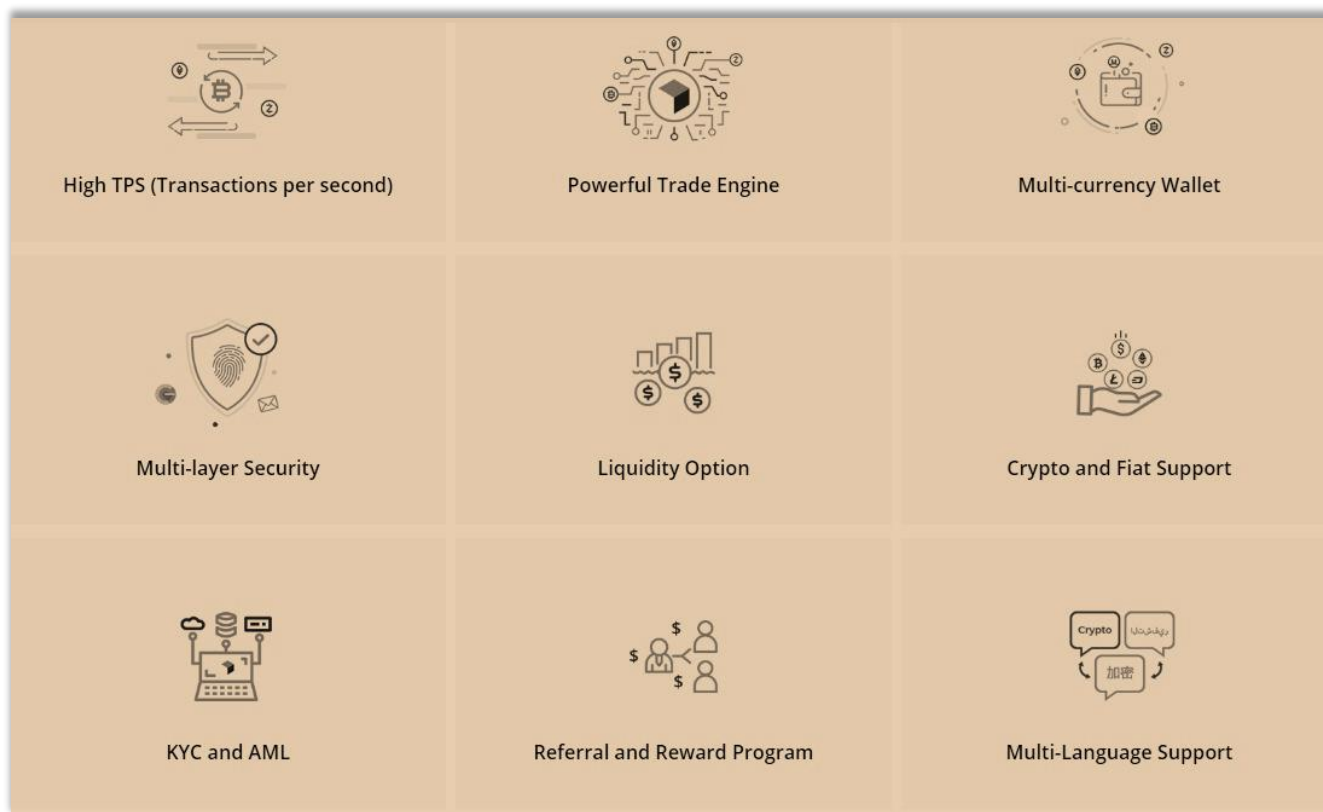 High TPS (Transactions per second)
Powerful Trade Engine
Multi-currency Wallet
Multi-layer Security
Liquidity Option
Crypto and Fiat Support
KYC and AML
Referral and Reward Program
Crypto
加密
Multi-Language Support